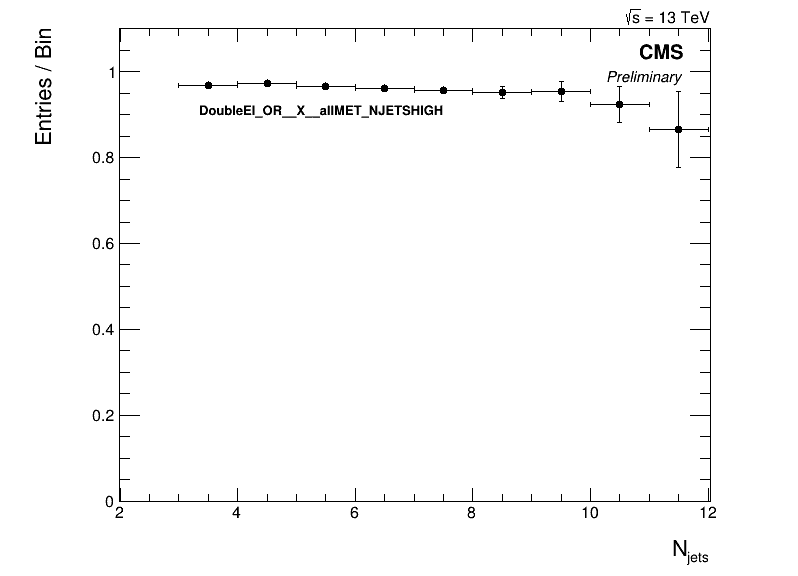 √s = 13 TeV
CMS
Preliminary
DoubleEl_OR__X__allMET_NJETSHIGH
Entries / Bin
1
0.8
0.6
0.4
0.2
0
2 4 6 8 10 12
Njets